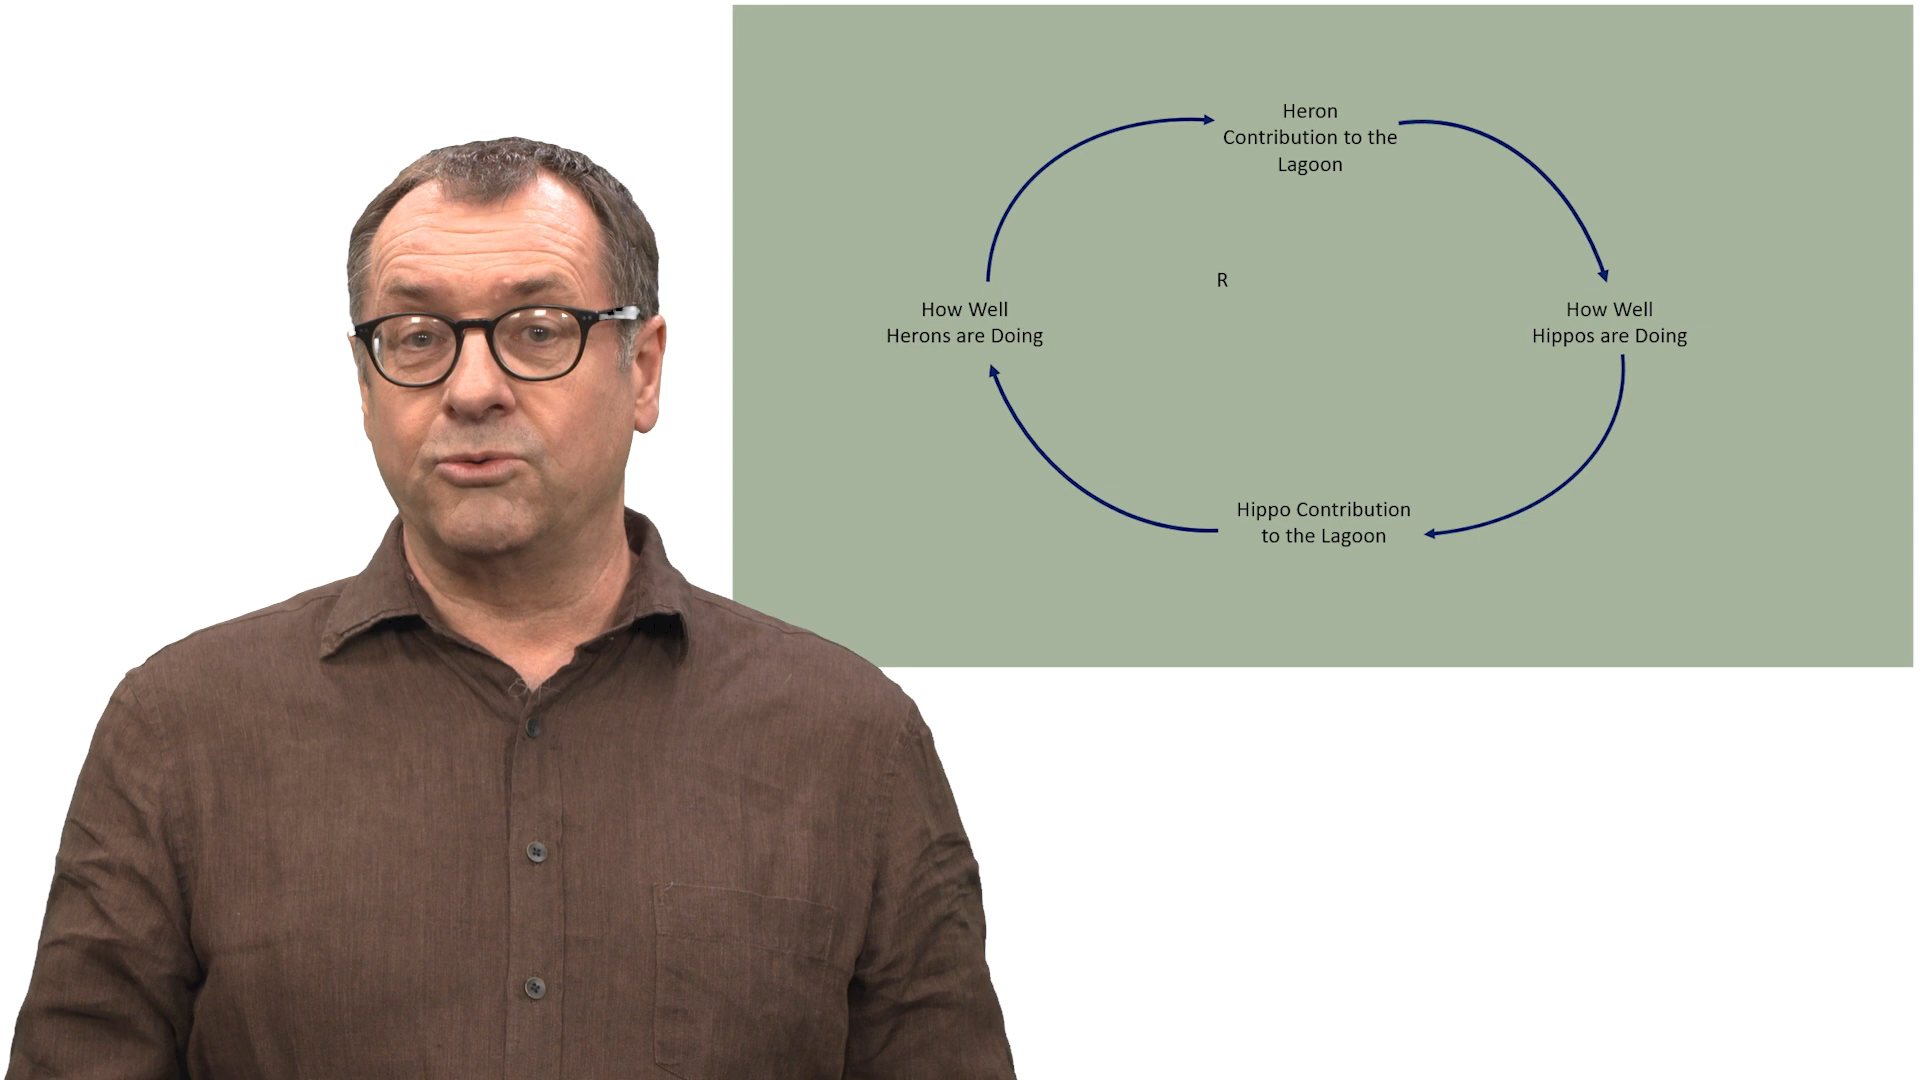 Heron
Contribution to the
Lagoon
R
How Well
Herons are Doing
How Well
Hippos are Doing
Hippo Contribution
to the Lagoon